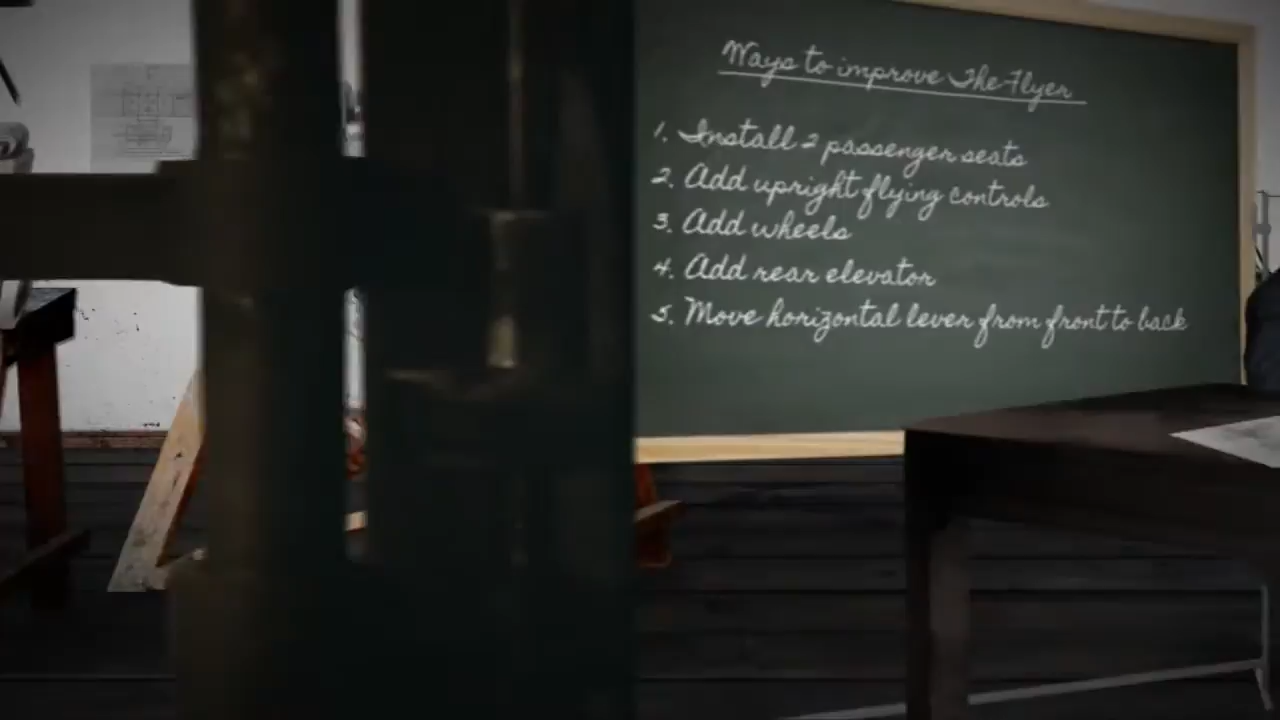 Ways to improve The Flyer
1. Install 2 passenger seats
2. Add upright flying controls
3. Add wheels
4. Add rear elevator
5. Move horizontal lever from front to back